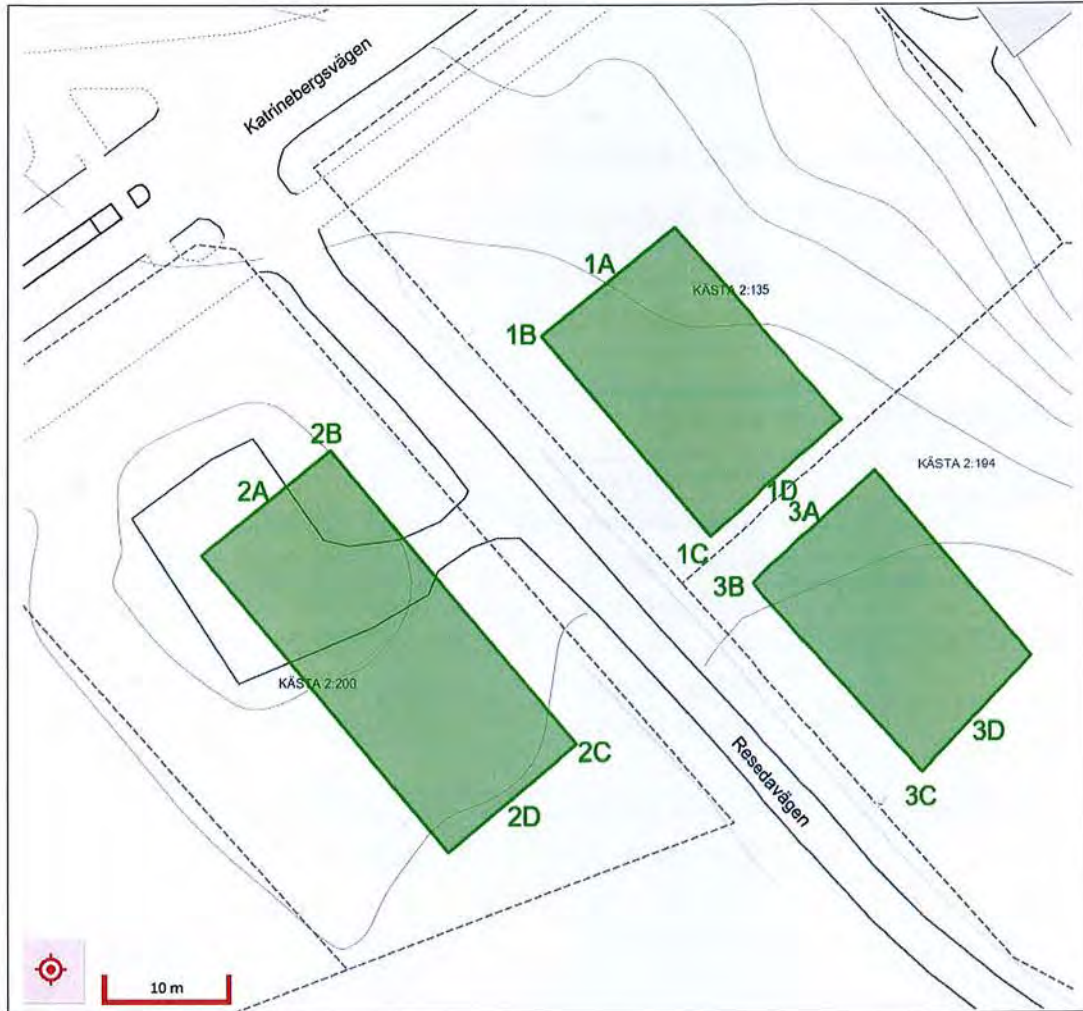 Katrinebergsvägen
1A
KÄSTA 2:135
1B
2B
KÄSTA 2:194
2A
1D
3A
1C
3B
KÄSTA 2:200
2C
3D
Resedavägen
3C
2D
10 m